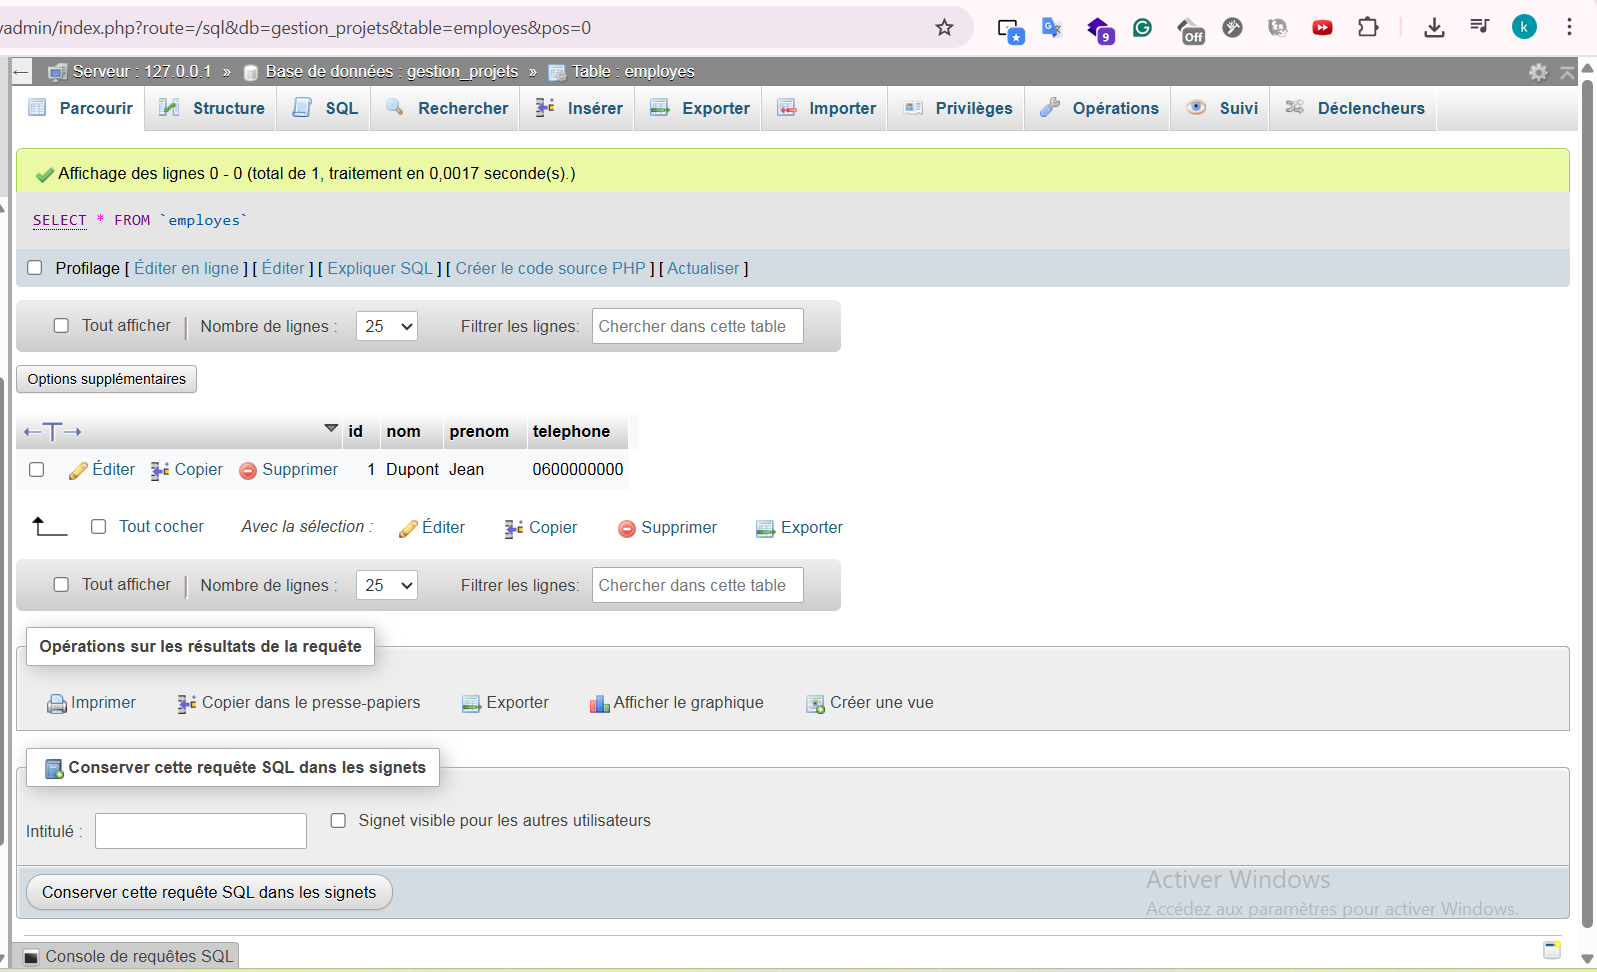 yadmin/index.php?route=/sql&db=gestion_projets&table=employes&pos=0
9
Off
k
Serveur : 127.0.0.1 » Base de données : gestion_projets » Table : employes
Parcourir Structure SQL Rechercher Insérer Exporter Importer Privilèges Opérations Suivi Déclencheurs
Affichage des lignes 0 - 0 (total de 1, traitement en 0,0017 seconde(s).)
SELECT * FROM `employes`
Profilage [ Éditer en ligne ] [ Éditer ] [ Expliquer SQL ] [ Créer le code source PHP ] [ Actualiser ]
Tout afficher | Nombre de lignes : 25 Filtrer les lignes: Chercher dans cette table
Options supplémentaires
←T→ id nom prenom telephone
Éditer Copier Supprimer 1 Dupont Jean 0600000000
Tout cocher Avec la sélection : Éditer Copier Supprimer Exporter
Tout afficher | Nombre de lignes : 25 Filtrer les lignes: Chercher dans cette table
Opérations sur les résultats de la requête
Imprimer Copier dans le presse-papiers Exporter Afficher le graphique Créer une vue
Conserver cette requête SQL dans les signets
Intitulé : Signet visible pour les autres utilisateurs
Conserver cette requête SQL dans les signets
Activer Windows
Accédez aux paramètres pour activer Windows.
Console de requêtes SQL